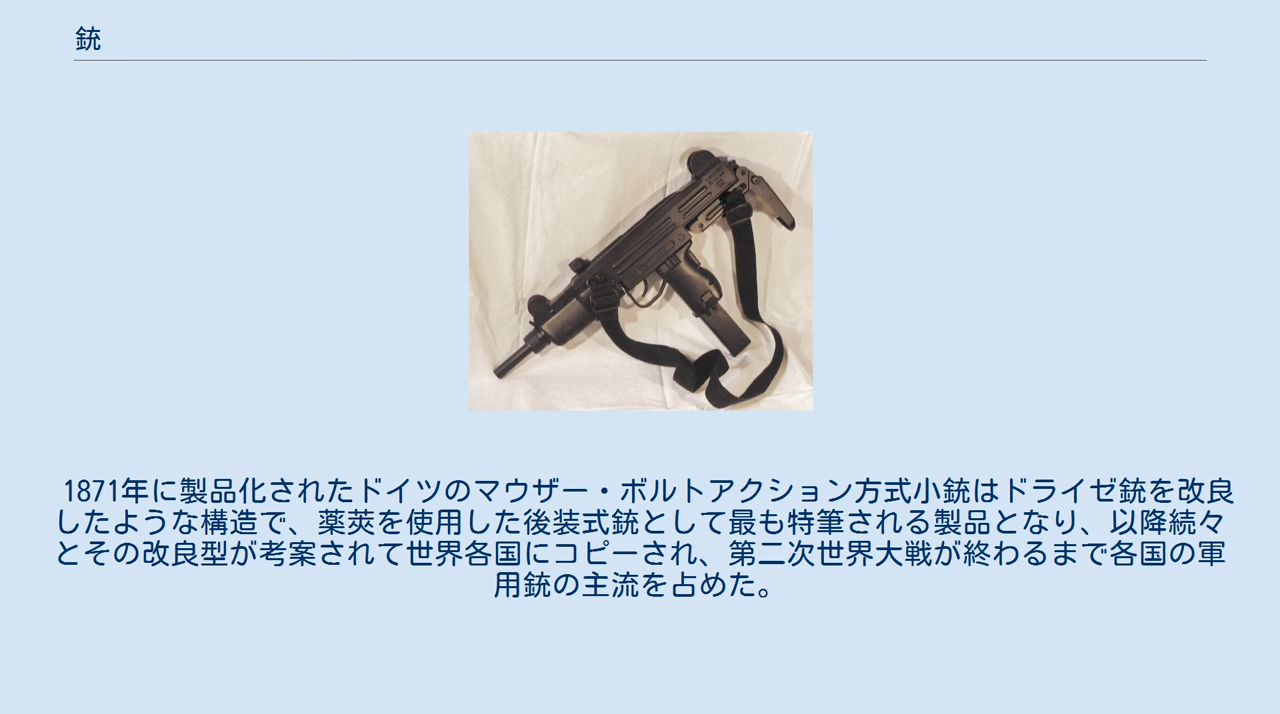 銃
1871年に製品化されたドイツのマウザー・ボルトアクション方式小銃はドライゼ銃を改良
したような構造で、薬莢を使用した後装式銃として最も特筆される製品となり、以降続々
とその改良型が考案されて世界各国にコピーされ、第二次世界大戦が終わるまで各国の軍
用銃の主流を占めた。